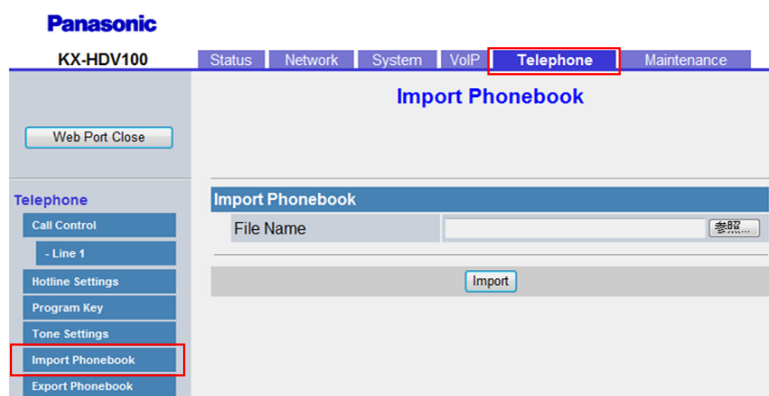 Panasonic
KX-HDV100
Status Network System VoIP Telephone Maintenance
Import Phonebook
Web Port Close
Telephone
Call Control
- Line 1
Hotline Settings
Program Key
Tone Settings
Import Phonebook
Export Phonebook
Import Phonebook
File Name
参照...
Import